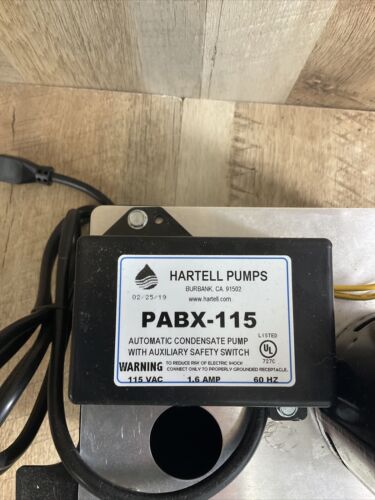 HARTELL PUMPS
BURBANK, CA 91502
02/25/19
www.hartell.com
PABX-115
AUTOMATIC CONDENSATE PUMP
WITH AUXILIARY SAFETY SWITCH
LISTED
UL
727C
WARNING TO REDUCE RISK OF ELECTRIC SHOCK
CONNECT ONLY TO PROPERLY GROUNDED RECEPTACLE.
115 VAC 1.6 AMP 60 HZ